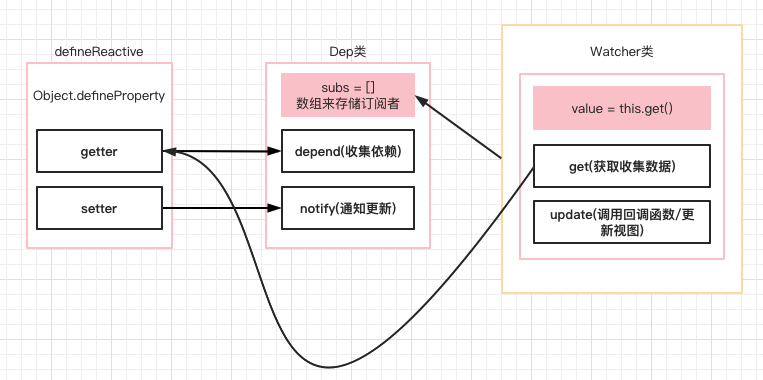 defineReactive
Object.defineProperty
getter
setter
Dep类
subs = []
数组来存储订阅者
depend(收集依赖)
notify(通知更新)
Watcher类
value = this.get()
get(获取收集数据)
update(调用回调函数/更
新视图)